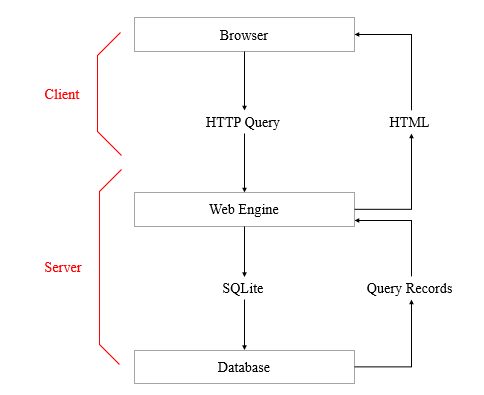 Browser
Client
HTTP Query
HTML
Web Engine
Server
SQLite
Query Records
Database